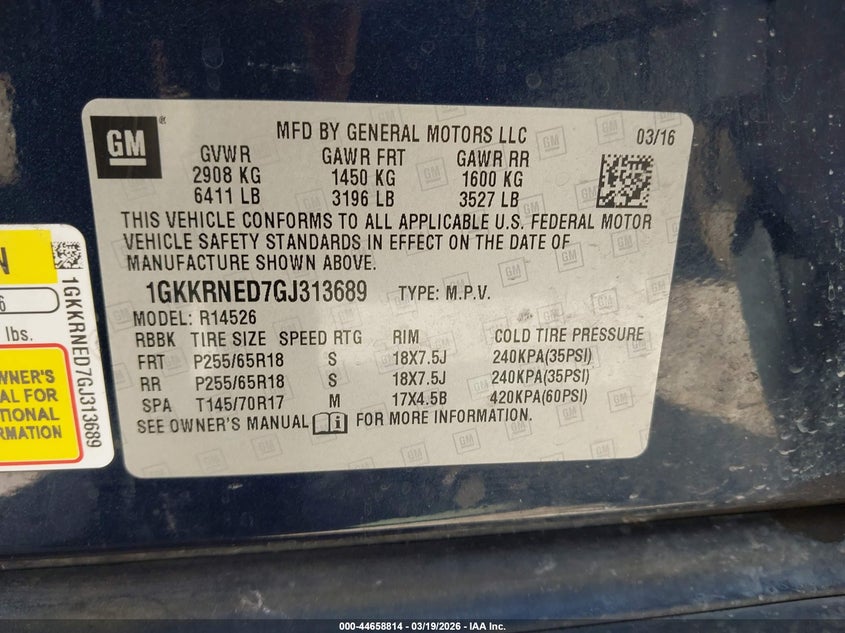 GM
MFD BY GENERAL MOTORS LLC 03/16
GVWR GAWR FRT GAWR RR
2908 KG 1450 KG 1600 KG
6411 LB 3196 LB 3527 LB
THIS VEHICLE CONFORMS TO ALL APPLICABLE U.S. FEDERAL MOTOR
VEHICLE SAFETY STANDARDS IN EFFECT ON THE DATE OF
MANUFACTURE SHOWN ABOVE.
1GKKRNED7GJ313689 TYPE: M.P.V.
MODEL: R14526
RBBK TIRE SIZE SPEED RTG RIM COLD TIRE PRESSURE
FRT P255/65R18 S 18X7.5J 240KPA(35PSI)
RR P255/65R18 S 18X7.5J 240KPA(35PSI)
SPA T145/70R17 M 17X4.5B 420KPA(60PSI)
SEE OWNER'S MANUAL FOR MORE INFORMATION.
N
6
lbs.
WNER'S
AL FOR
TIONAL
RMATION
1GKKRNED7GJ313689
000-44658814 — 03/19/2026 — IAA Inc.